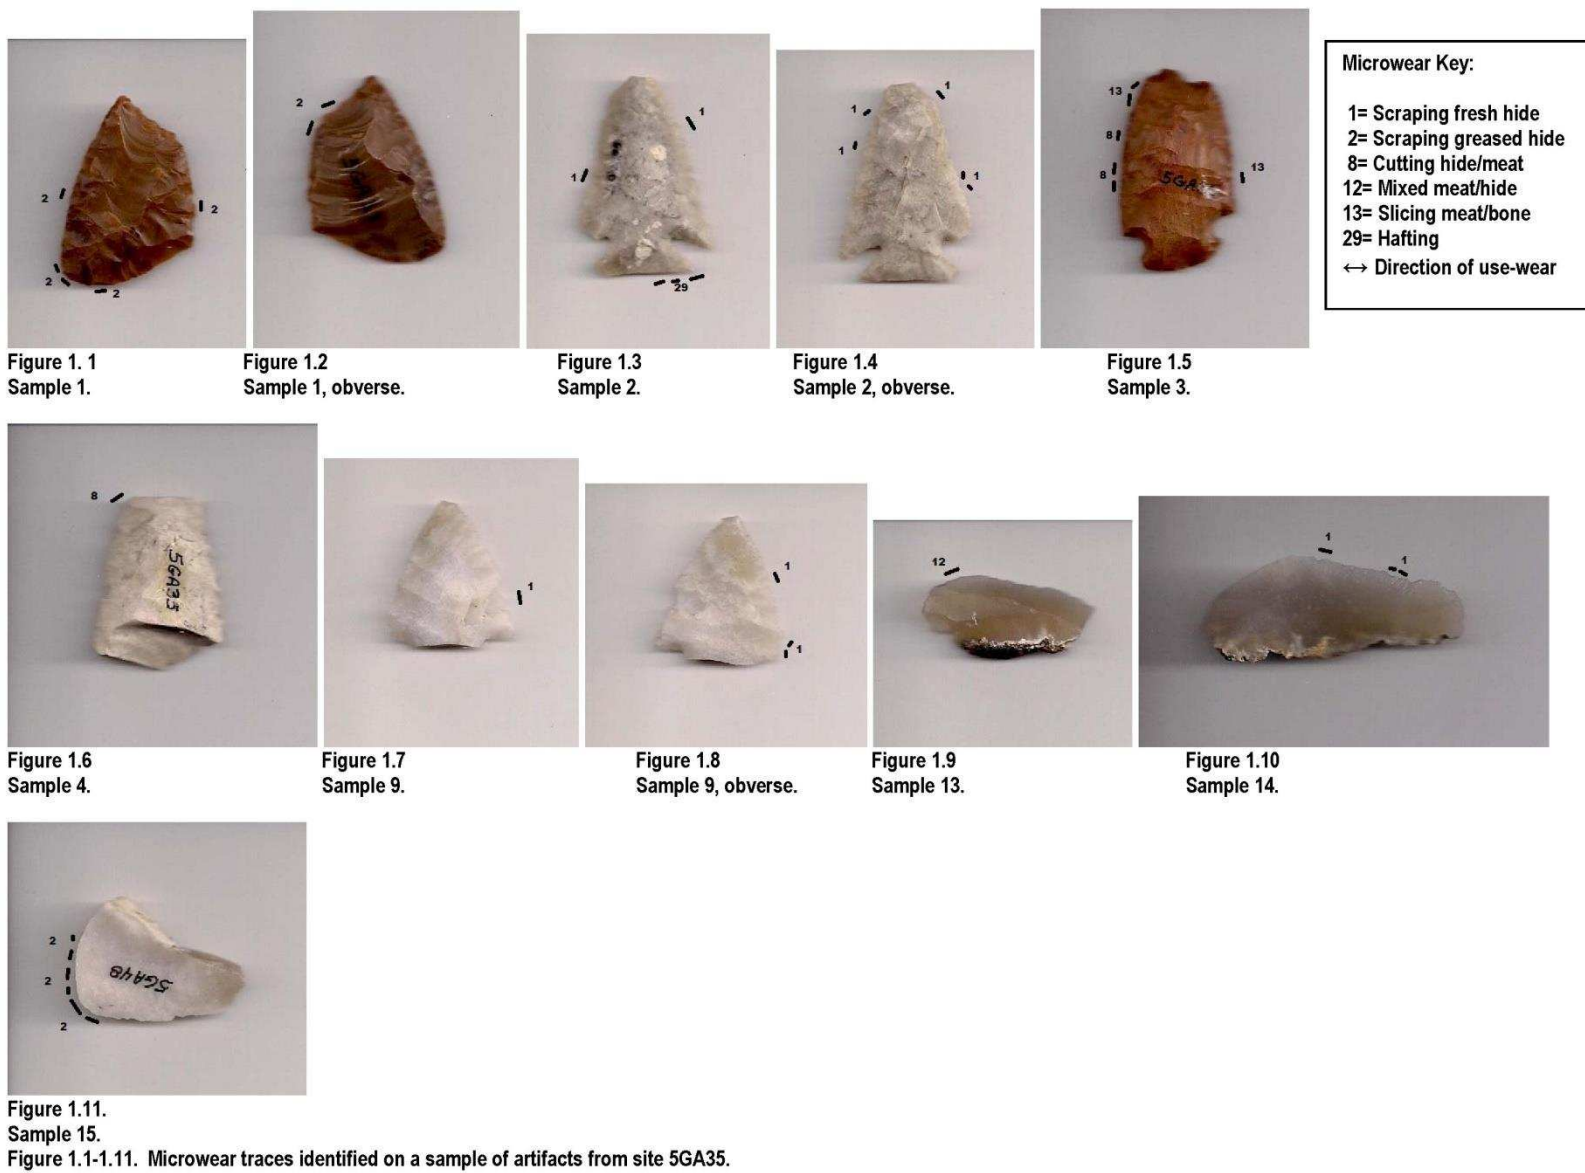 2
2
2
2
Figure 1. 1
Sample 1.
2
Figure 1.2
Sample 1, obverse.
1
1
29
Figure 1.3
Sample 2.
1
1
1
1
Figure 1.4
Sample 2, obverse.
13
8
8
13
5GA
Figure 1.5
Sample 3.
Microwear Key:
1= Scraping fresh hide
2= Scraping greased hide
8= Cutting hide/meat
12= Mixed meat/hide
13= Slicing meat/bone
29= Hafting
↔ Direction of use-wear
8
5GA35
Figure 1.6
Sample 4.
1
Figure 1.7
Sample 9.
1
1
Figure 1.8
Sample 9, obverse.
12
Figure 1.9
Sample 13.
1
1
Figure 1.10
Sample 14.
2
2
2
5GA48
Figure 1.11.
Sample 15.
Figure 1.1-1.11. Microwear traces identified on a sample of artifacts from site 5GA35.